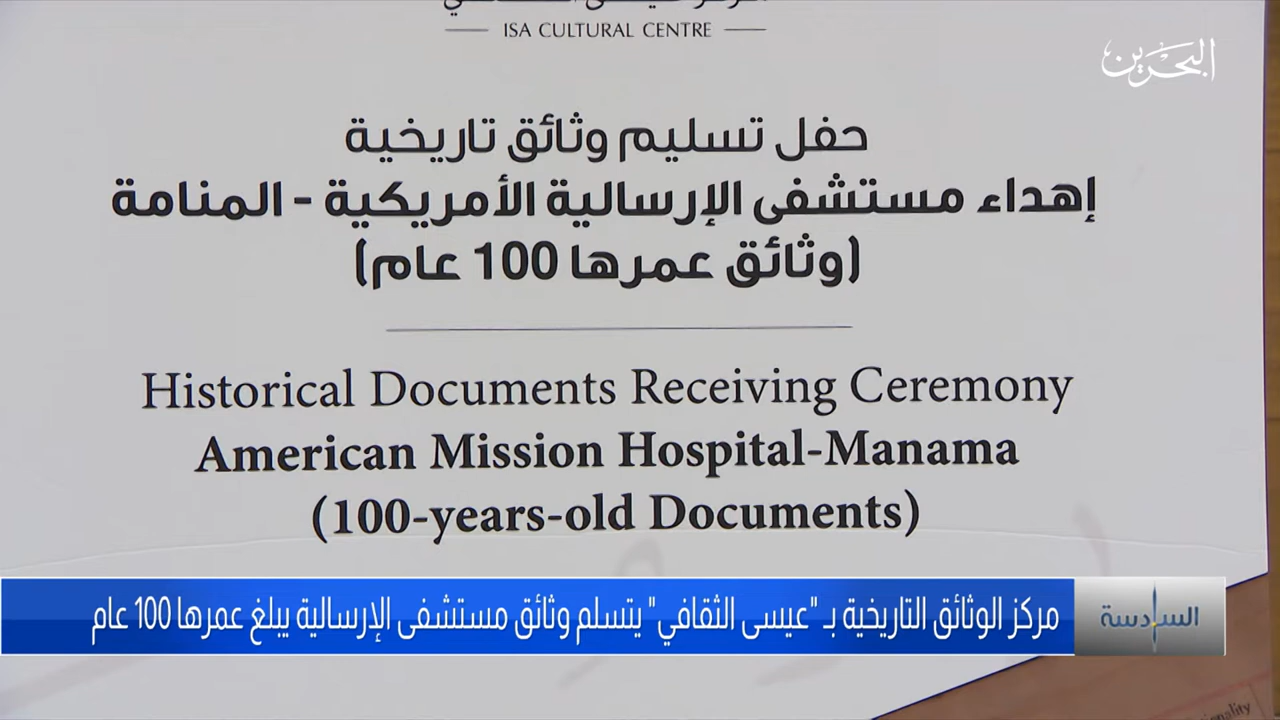 ISA CULTURAL CENTRE
البحرين
حفل تسليم وثائق تاريخية
إهداء مستشفى الإرسالية الأمريكية - المنامة
(وثائق عمرها 100 عام)
Historical Documents Receiving Ceremony
American Mission Hospital-Manama
(100-years-old Documents)
مركز الوثائق التاريخية بـ "عيسى الثقافي" يتسلم وثائق مستشفى الإرسالية يبلغ عمرها 100 عام
السادسة